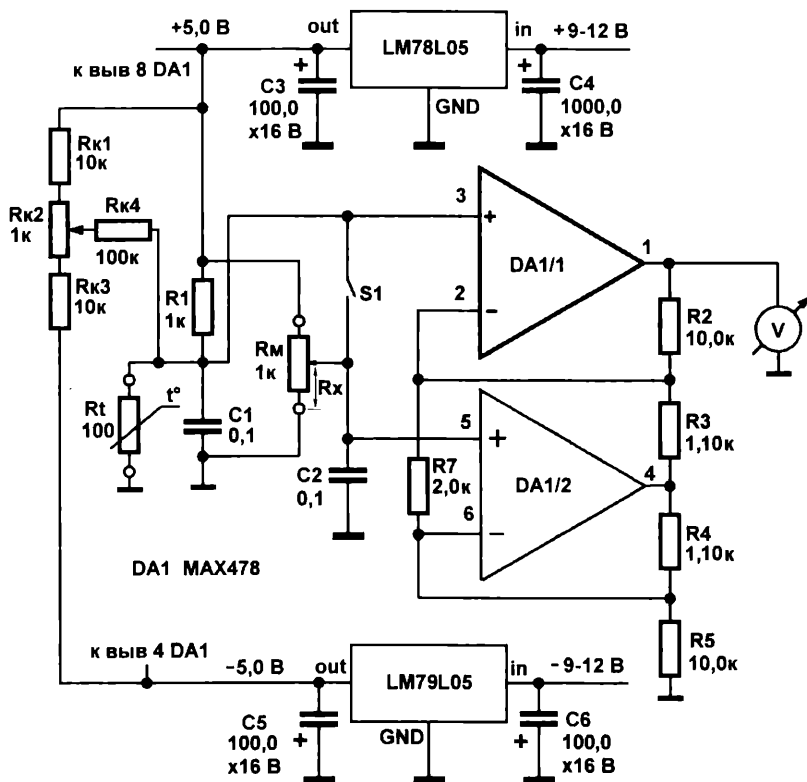 +5,0 В
out
LM78L05
in
+9-12 В
к выв 8 DA1
+
C3
100,0
x16 В
GND
+
C4
1000,0
x16 В
Rк1
10к
Rк2
1к
Rк4
100к
Rк3
10к
R1
1к
Rм
1к
Rx
S1
3
+
DA1/1
1
2
−
V
R2
10,0к
Rt
100
t°
C1
0,1
C2
0,1
R7
2,0к
5
+
DA1/2
4
6
−
R3
1,10к
R4
1,10к
R5
10,0к
DA1 MAX478
к выв 4 DA1
−5,0 В
out
LM79L05
in
−9-12 В
C5
100,0
x16 В
+
GND
C6
100,0
x16 В
+